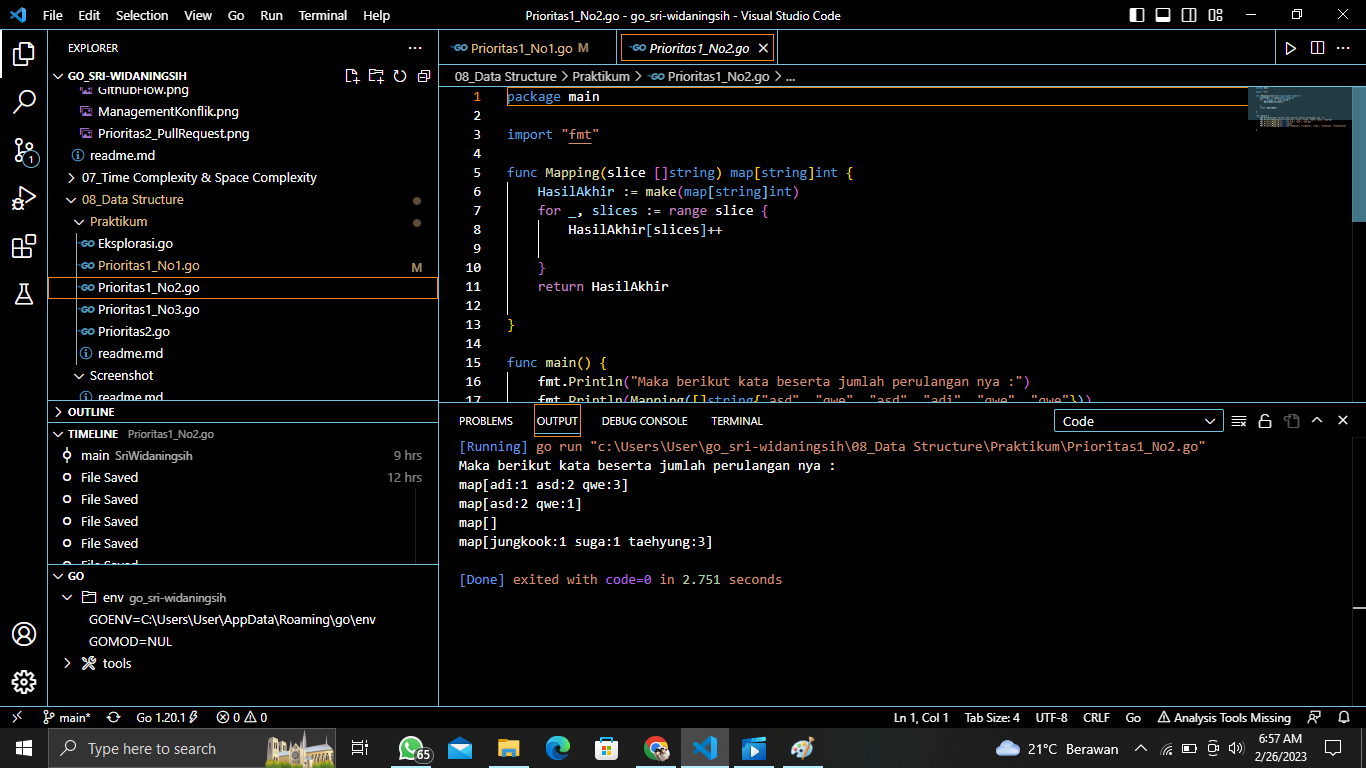 File Edit Selection View Go Run Terminal Help
Prioritas1_No2.go - go_sri-widaningsih - Visual Studio Code
EXPLORER
GO_SRI-WIDANINGSIH
GithubFlow.png
ManagementKonflik.png
Prioritas2_PullRequest.png
readme.md
07_Time Complexity & Space Complexity
08_Data Structure
Praktikum
Eksplorasi.go
Prioritas1_No1.go M
Prioritas1_No2.go
Prioritas1_No3.go
Prioritas2.go
readme.md
Screenshot
readme.md
OUTLINE
TIMELINE Prioritas1_No2.go
main SriWidaningsih 9 hrs
File Saved 12 hrs
File Saved
File Saved
File Saved
File Saved
GO
env go_sri-widaningsih
GOENV=C:\Users\User\AppData\Roaming\go\env
GOMOD=NUL
tools
1
Prioritas1_No1.go M Prioritas1_No2.go
08_Data Structure > Praktikum > Prioritas1_No2.go > ...
1 package main
2
3 import "fmt"
4
5 func Mapping(slice []string) map[string]int {
6 HasilAkhir := make(map[string]int)
7 for _, slices := range slice {
8 HasilAkhir[slices]++
9
10 }
11 return HasilAkhir
12
13 }
14
15 func main() {
16 fmt.Println("Maka berikut kata beserta jumlah perulangan nya :")
17 fmt.Println(Mapping([]string{"asd", "qwe", "asd", "adi", "qwe", "qwe"}))
PROBLEMS OUTPUT DEBUG CONSOLE TERMINAL
Code
[Running] go run "c:\Users\User\go_sri-widaningsih\08_Data Structure\Praktikum\Prioritas1_No2.go"
Maka berikut kata beserta jumlah perulangan nya :
map[adi:1 asd:2 qwe:3]
map[asd:2 qwe:1]
map[]
map[jungkook:1 suga:1 taehyung:3]
[Done] exited with code=0 in 2.751 seconds
main* Go 1.20.1 0 0
Ln 1, Col 1 Tab Size: 4 UTF-8 CRLF Go Analysis Tools Missing
Type here to search
65
21°C Berawan
6:57 AM
2/26/2023